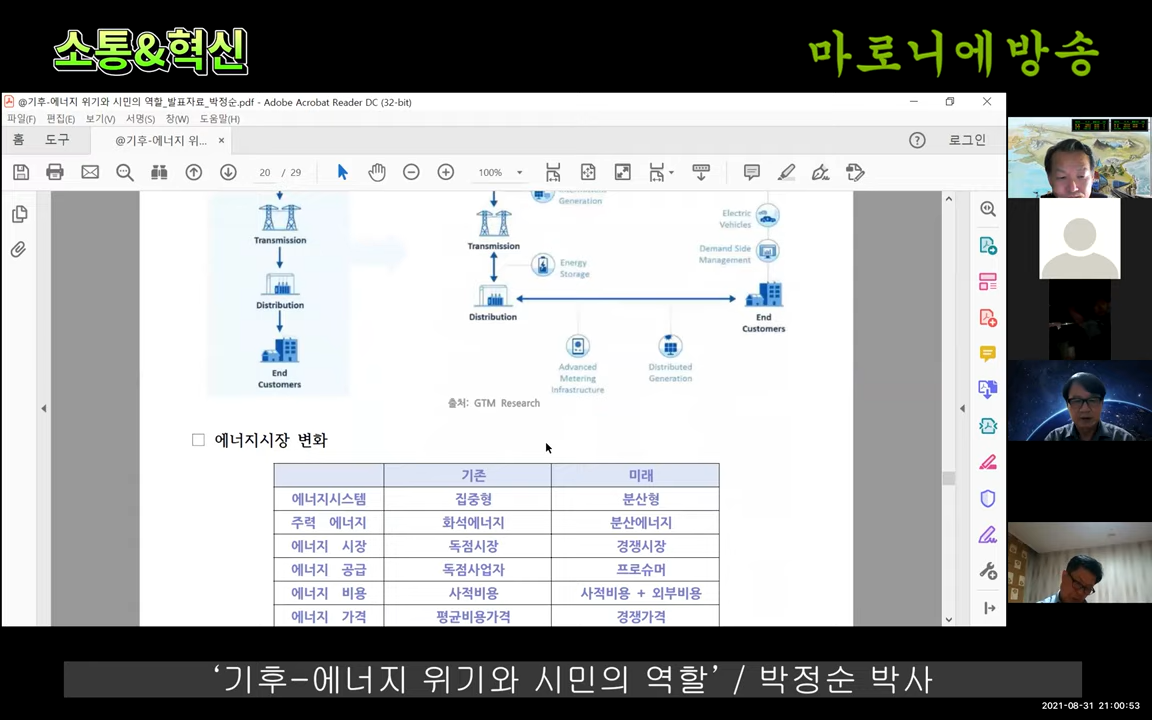 소통&혁신
마로니에방송
@기후-에너지 위기와 시민의 역할_발표자료_박정순.pdf - Adobe Acrobat Reader DC (32-bit)
파일(F) 편집(E) 보기(V) 서명(S) 창(W) 도움말(H)
홈 도구 @기후-에너지 위... × 로그인
20 / 29 100%
Generation
Transmission
Transmission
Electric
Vehicles
Demand Side
Management
Energy
Storage
Distribution
Distribution
End
Customers
End
Customers
Advanced
Metering
Infrastructure
Distributed
Generation
출처: GTM Research
□ 에너지시장 변화
기존 미래
에너지시스템 집중형 분산형
주력 에너지 화석에너지 분산에너지
에너지 시장 독점시장 경쟁시장
에너지 공급 독점사업자 프로슈머
에너지 비용 사적비용 사적비용 + 외부비용
에너지 가격 평균비용가격 경쟁가격
‘기후-에너지 위기와 시민의 역할’ / 박정순 박사
2021-08-31 21:00:53